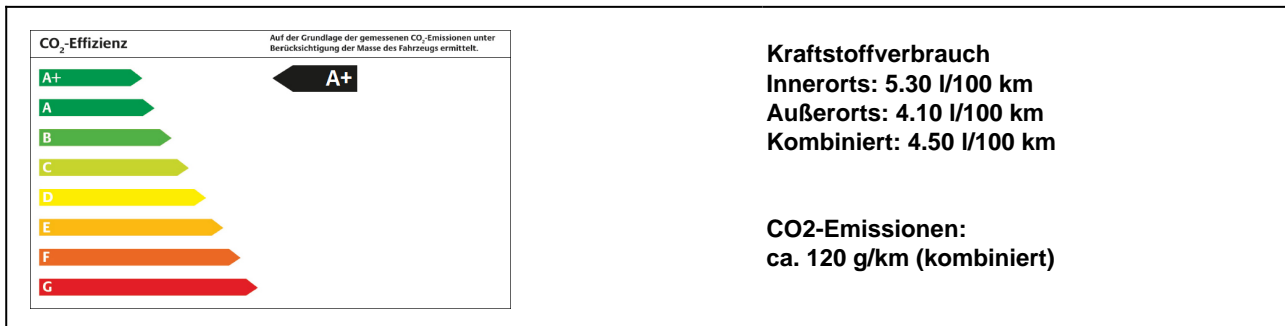 CO₂-Effizienz
Auf der Grundlage der gemessenen CO₂-Emissionen unter
Berücksichtigung der Masse des Fahrzeugs ermittelt.
A+
A+
A
B
C
D
E
F
G
Kraftstoffverbrauch
Innerorts: 5.30 l/100 km
Außerorts: 4.10 l/100 km
Kombiniert: 4.50 l/100 km
CO2-Emissionen:
ca. 120 g/km (kombiniert)